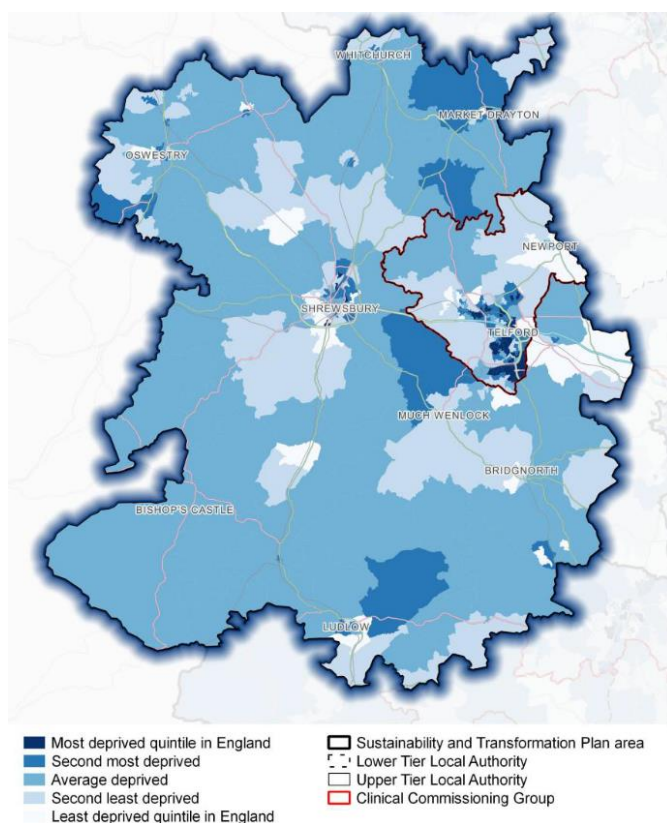 WHITCHURCH
MARKET DRAYTON
OSWESTRY
NEWPORT
SHREWSBURY
TELFORD
MUCH WENLOCK
BRIDGNORTH
BISHOP'S CASTLE
LUDLOW
Most deprived quintile in England
Second most deprived
Average deprived
Second least deprived
Least deprived quintile in England
Sustainability and Transformation Plan area
Lower Tier Local Authority
Upper Tier Local Authority
Clinical Commissioning Group